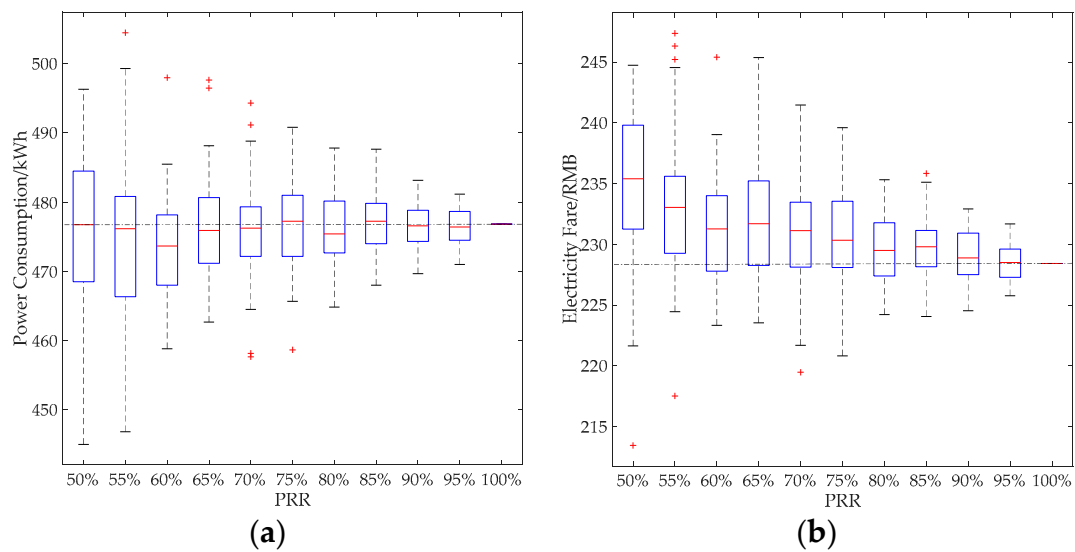 500
490
480
470
460
450
Power Consumption/kWh
50% 55% 60% 65% 70% 75% 80% 85% 90% 95% 100%
PRR
(a)
245
240
235
230
225
220
215
Electricity Fare/RMB
50% 55% 60% 65% 70% 75% 80% 85% 90% 95% 100%
PRR
(b)